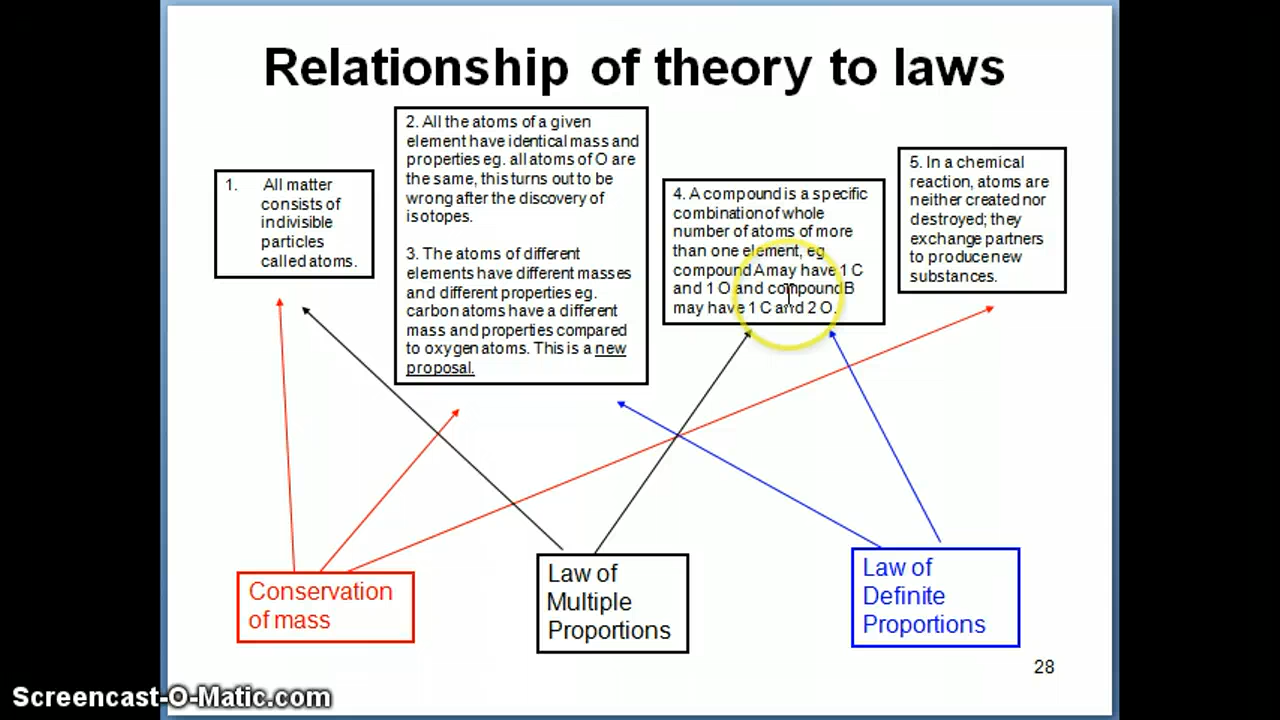 Relationship of theory to laws
1. All matter
consists of
indivisible
particles
called atoms.
2. All the atoms of a given
element have identical mass and
properties eg. all atoms of O are
the same, this turns out to be
wrong after the discovery of
isotopes.
3. The atoms of different
elements have different masses
and different properties eg.
carbon atoms have a different
mass and properties compared
to oxygen atoms. This is a new
proposal.
4. A compound is a specific
combination of whole
number of atoms of more
than one element, eg.
compound A may have 1 C
and 1 O and compound B
may have 1 C and 2 O.
5. In a chemical
reaction, atoms are
neither created nor
destroyed; they
exchange partners
to produce new
substances.
Conservation
of mass
Law of
Multiple
Proportions
Law of
Definite
Proportions
28
Screencast-O-Matic.com